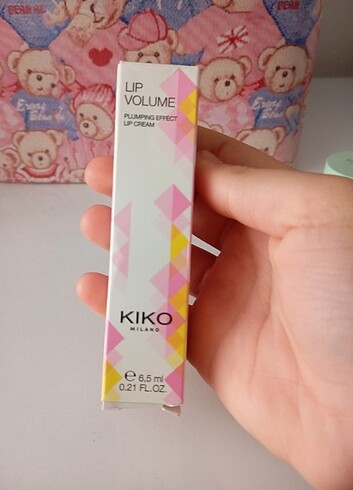 LIP
VOLUME
PLUMPING EFFECT
LIP CREAM
KIKO
MILANO
℮ 6,5 ml
0.21 FL.OZ.